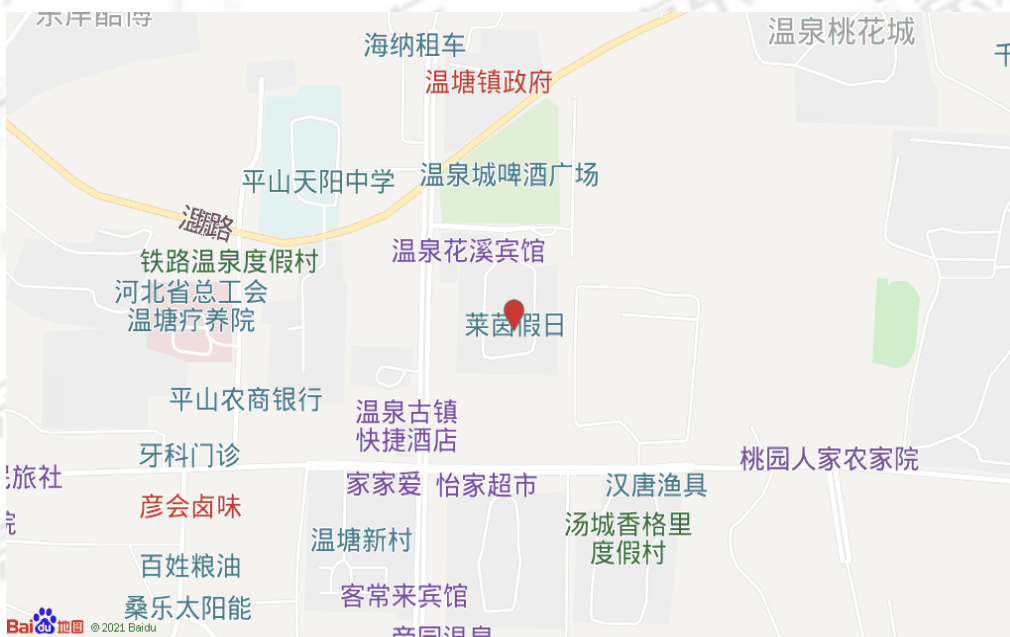 海纳租车
温泉桃花城
温塘镇政府
平山天阳中学
温泉城啤酒广场
温泉花溪宾馆
铁路温泉度假村
河北省总工会
温塘疗养院
莱茵假日
平山农商银行
温泉古镇
快捷酒店
牙科门诊
桃园人家农家院
旅社
家家爱
怡家超市
汉唐渔具
彦会卤味
院
汤城香格里
度假村
温塘新村
百姓粮油
客常来宾馆
桑乐太阳能
Bai du 地图
© 2021 Baidu